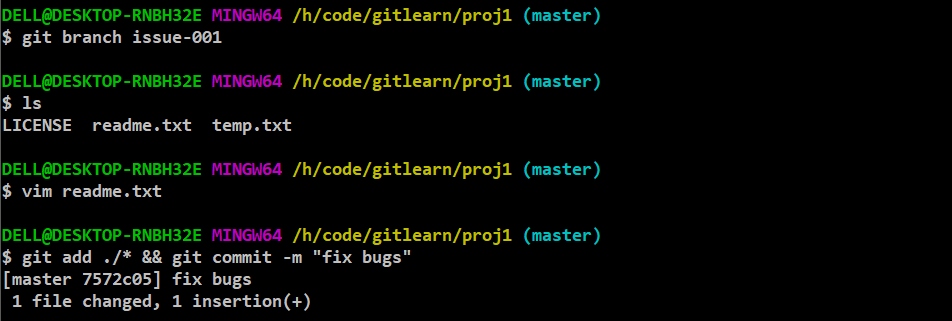 DELL@DESKTOP-RNBH32E MINGW64 /h/code/gitlearn/proj1 (master)
$ git branch issue-001
DELL@DESKTOP-RNBH32E MINGW64 /h/code/gitlearn/proj1 (master)
$ ls
LICENSE  readme.txt  temp.txt
DELL@DESKTOP-RNBH32E MINGW64 /h/code/gitlearn/proj1 (master)
$ vim readme.txt
DELL@DESKTOP-RNBH32E MINGW64 /h/code/gitlearn/proj1 (master)
$ git add ./* && git commit -m "fix bugs"
[master 7572c05] fix bugs
 1 file changed, 1 insertion(+)